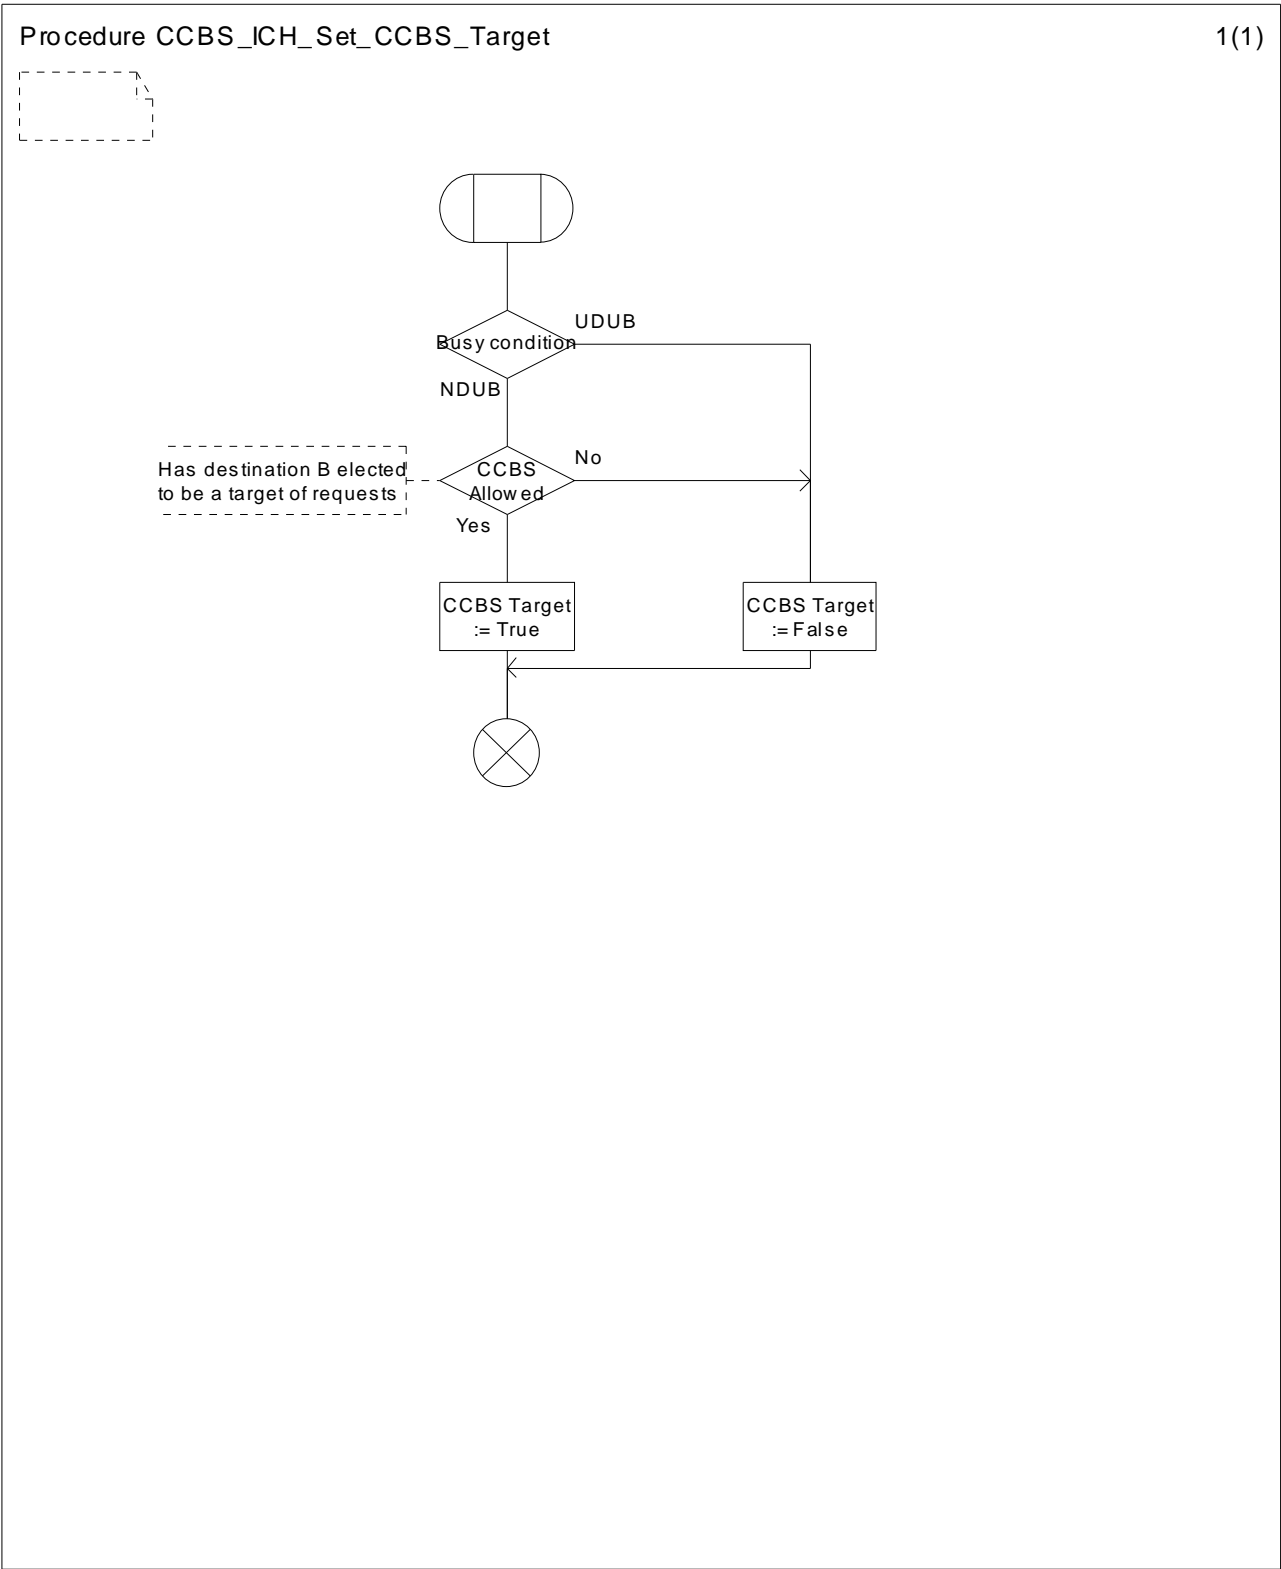 Procedure CCBS_ICH_Set_CCBS_Target
1(1)
UDUB
Busy condition
NDUB
Has destination B elected
to be a target of requests
CCBS
Allowed
No
Yes
CCBS Target
:= True
CCBS Target
:= False